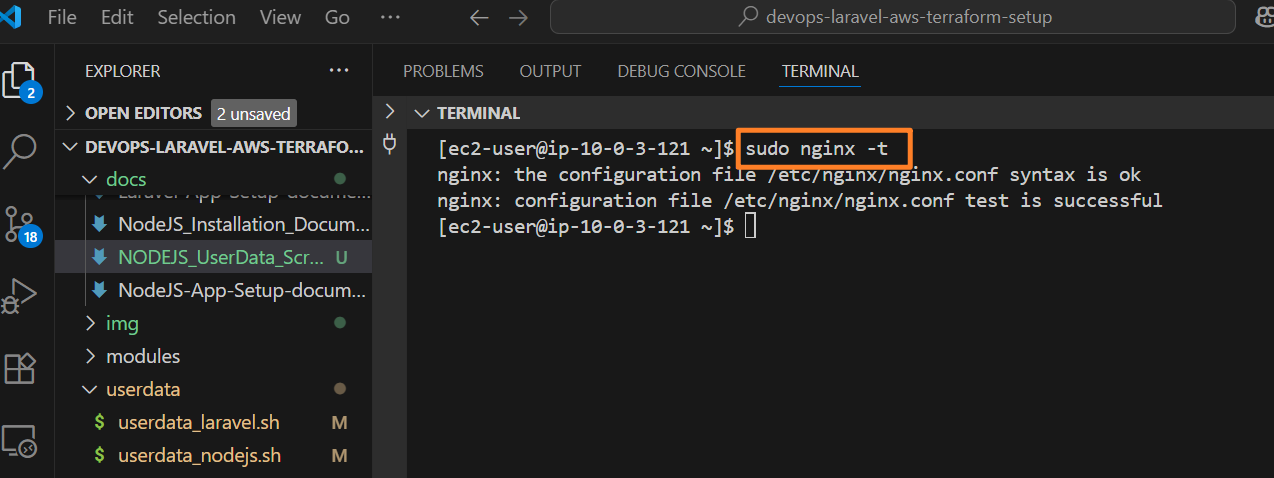 File Edit Selection View Go ···
devops-laravel-aws-terraform-setup
EXPLORER ···
PROBLEMS OUTPUT DEBUG CONSOLE TERMINAL
2
OPEN EDITORS 2 unsaved
TERMINAL
DEVOPS-LARAVEL-AWS-TERRAFO...
[ec2-user@ip-10-0-3-121 ~]$ sudo nginx -t
nginx: the configuration file /etc/nginx/nginx.conf syntax is ok
nginx: configuration file /etc/nginx/nginx.conf test is successful
[ec2-user@ip-10-0-3-121 ~]$
docs
Laravel-App-Setup-docume...
NodeJS_Installation_Docum...
18
NODEJS_UserData_Scr... U
NodeJS-App-Setup-docum...
img
modules
userdata
$ userdata_laravel.sh M
$ userdata_nodejs.sh M